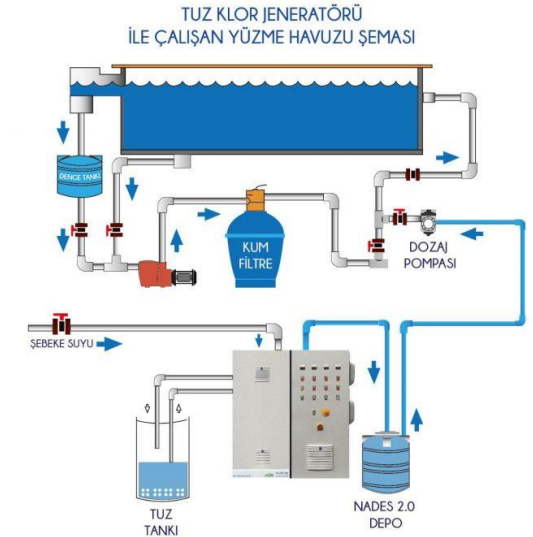 TUZ KLOR JENERATÖRÜ
İLE ÇALIŞAN YÜZME HAVUZU ŞEMASI
DENGE TANKI
KUM
FİLTRE
DOZAJ
POMPASI
ŞEBEKE SUYU
TUZ
TANKI
NADES 2.0
DEPO